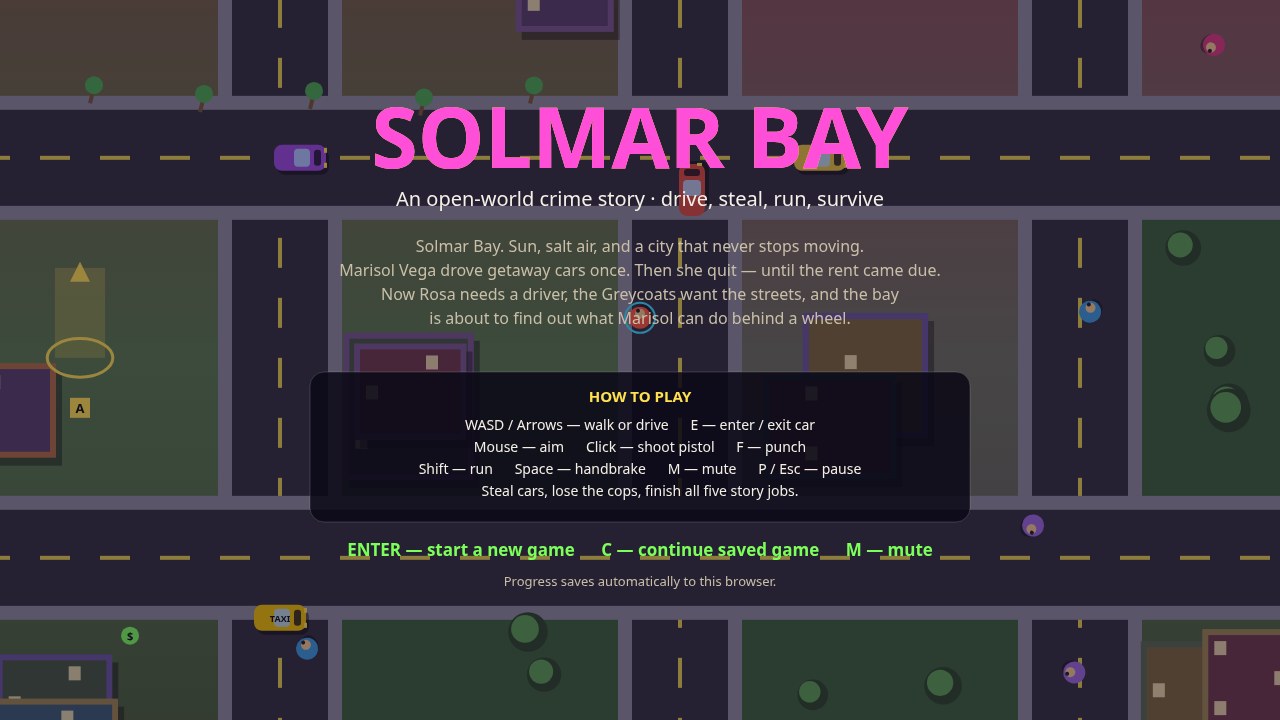 SOLMAR BAY
An open-world crime story · drive, steal, run, survive
Solmar Bay. Sun, salt air, and a city that never stops moving.
Marisol Vega drove getaway cars once. Then she quit — until the rent came due.
Now Rosa needs a driver, the Greycoats want the streets, and the bay
is about to find out what Marisol can do behind a wheel.
HOW TO PLAY
WASD / Arrows — walk or drive E — enter / exit car
Mouse — aim Click — shoot pistol F — punch
Shift — run Space — handbrake M — mute P / Esc — pause
Steal cars, lose the cops, finish all five story jobs.
A
ENTER — start a new game C — continue saved game M — mute
Progress saves automatically to this browser.
TAXI
$